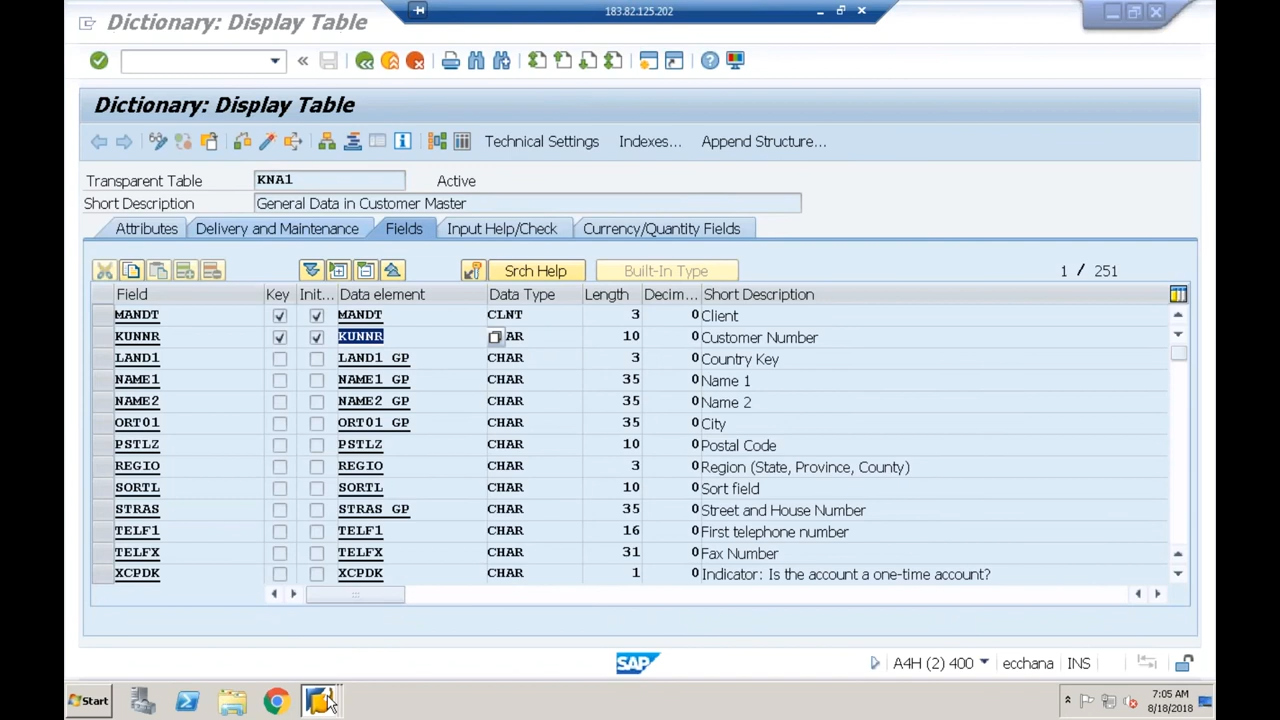 Dictionary: Display Table
183.82.125.202
Dictionary: Display Table
Technical Settings Indexes... Append Structure...
Transparent Table KNA1 Active
Short Description General Data in Customer Master
Attributes Delivery and Maintenance Fields Input Help/Check Currency/Quantity Fields
Srch Help Built-In Type 1 / 251
Field Key Init... Data element Data Type Length Decim... Short Description
MANDT MANDT CLNT 3 0 Client
KUNNR KUNNR AR 10 0 Customer Number
LAND1 LAND1_GP CHAR 3 0 Country Key
NAME1 NAME1_GP CHAR 35 0 Name 1
NAME2 NAME2_GP CHAR 35 0 Name 2
ORT01 ORT01_GP CHAR 35 0 City
PSTLZ PSTLZ CHAR 10 0 Postal Code
REGIO REGIO CHAR 3 0 Region (State, Province, County)
SORTL SORTL CHAR 10 0 Sort field
STRAS STRAS_GP CHAR 35 0 Street and House Number
TELF1 TELF1 CHAR 16 0 First telephone number
TELFX TELFX CHAR 31 0 Fax Number
XCPDK XCPDK CHAR 1 0 Indicator: Is the account a one-time account?
SAP A4H (2) 400 ecchana INS
Start 7:05 AM
8/18/2018